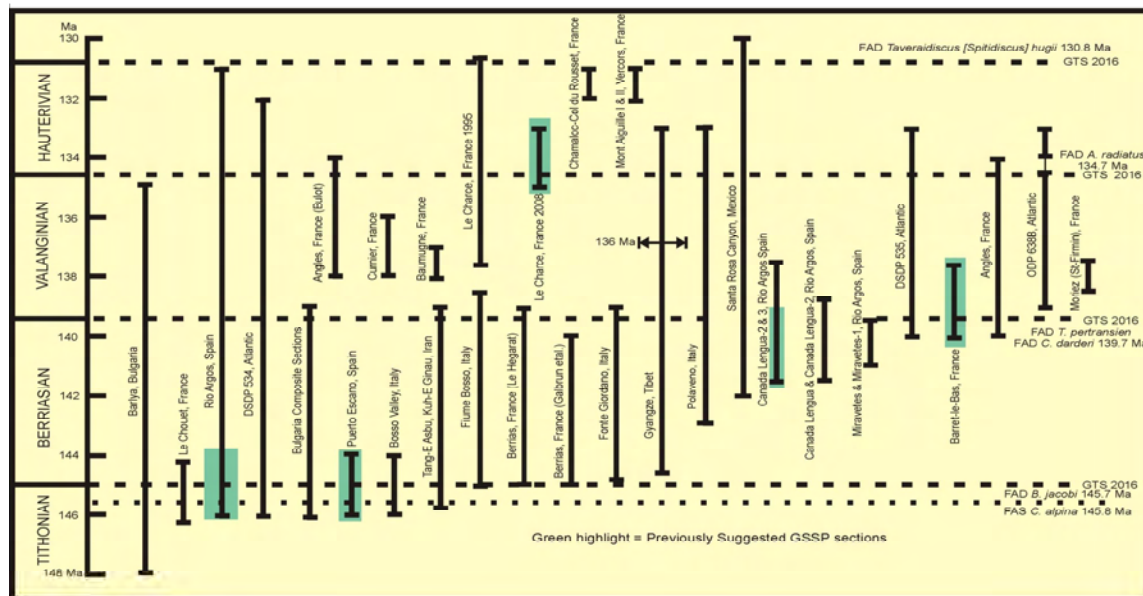 Ma
130
132
134
136
138
140
142
144
146
148 Ma
HAUTERIVIAN
VALANGINIAN
BERRIASIAN
TITHONIAN
Banya, Bulgaria
Le Chouet, France
Rio Argos, Spain
DSDP 534, Atlantic
Bulgaria Composite Sections
Angles, France (Bulot)
Puerto Escano, Spain
Cumier, France
Bosso Valley, Italy
Baumugne, France
Tang-E Asbu, Kuh-E Ginau, Iran
Le Charce, France 1995
Fiume Bosso, Italy
Berrias, France (Le Hegarat)
Le Charce, France 2008
Berrias, France (Galbrun etal.)
Chamaloc-Cel du Rousset, France
Fonte Giordano, Italy
Mont Aiguille I & II, Vercors, France
136 Ma
Gyangze, Tibet
Polaveno, Italy
Santa Rosa Canyon, Mexico
Canada Lengua-2 & 3, Rio Argos Spain
Canada Lengua & Canada Lengua-2, Rio Argos, Spain
Miravetes & Miravetes-1, Rio Argos, Spain
DSDP 535, Atlantic
Barret-le-Bas, France
Angles, France
ODP 638B, Atlantic
Moriez (St.Firmin), France
FAD Taveraidiscus [Spitidiscus] hugii 130.8 Ma
GTS 2016
FAD A. radiatus
134.7 Ma
GTS 2016
GTS 2016
FAD T. pertransien
FAD C. darderi 139.7 Ma
GTS 2016
FAD B. jacobi 145.7 Ma
FAS C. alpina 145.8 Ma
Green highlight = Previously Suggested GSSP sections